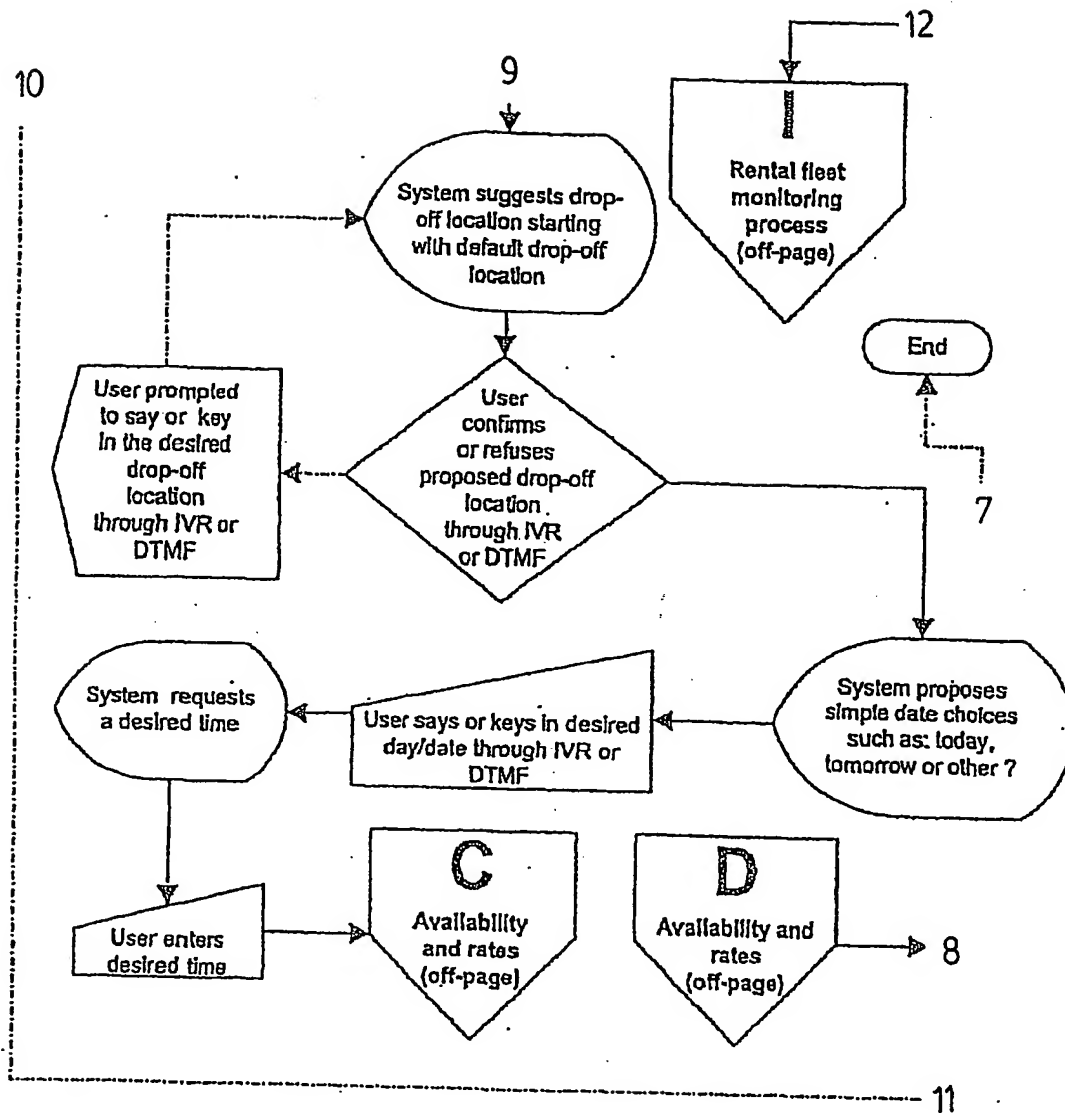 12
10
9
I
Rental fleet
monitoring
process
(off-page)
System suggests drop-
off location starting
with default drop-off
location
End
User prompted
to say or key
in the desired
drop-off
location
through IVR or
DTMF
User
confirms
or refuses
proposed drop-off
location
through IVR
or DTMF
7
System requests
a desired time
User says or keys in desired
day/date through IVR or
DTMF
System proposes
simple date choices
such as: today,
tomorrow or other ?
C
Availability
and rates
(off-page)
D
Availability and
rates
(off-page)
8
User enters
desired time
11